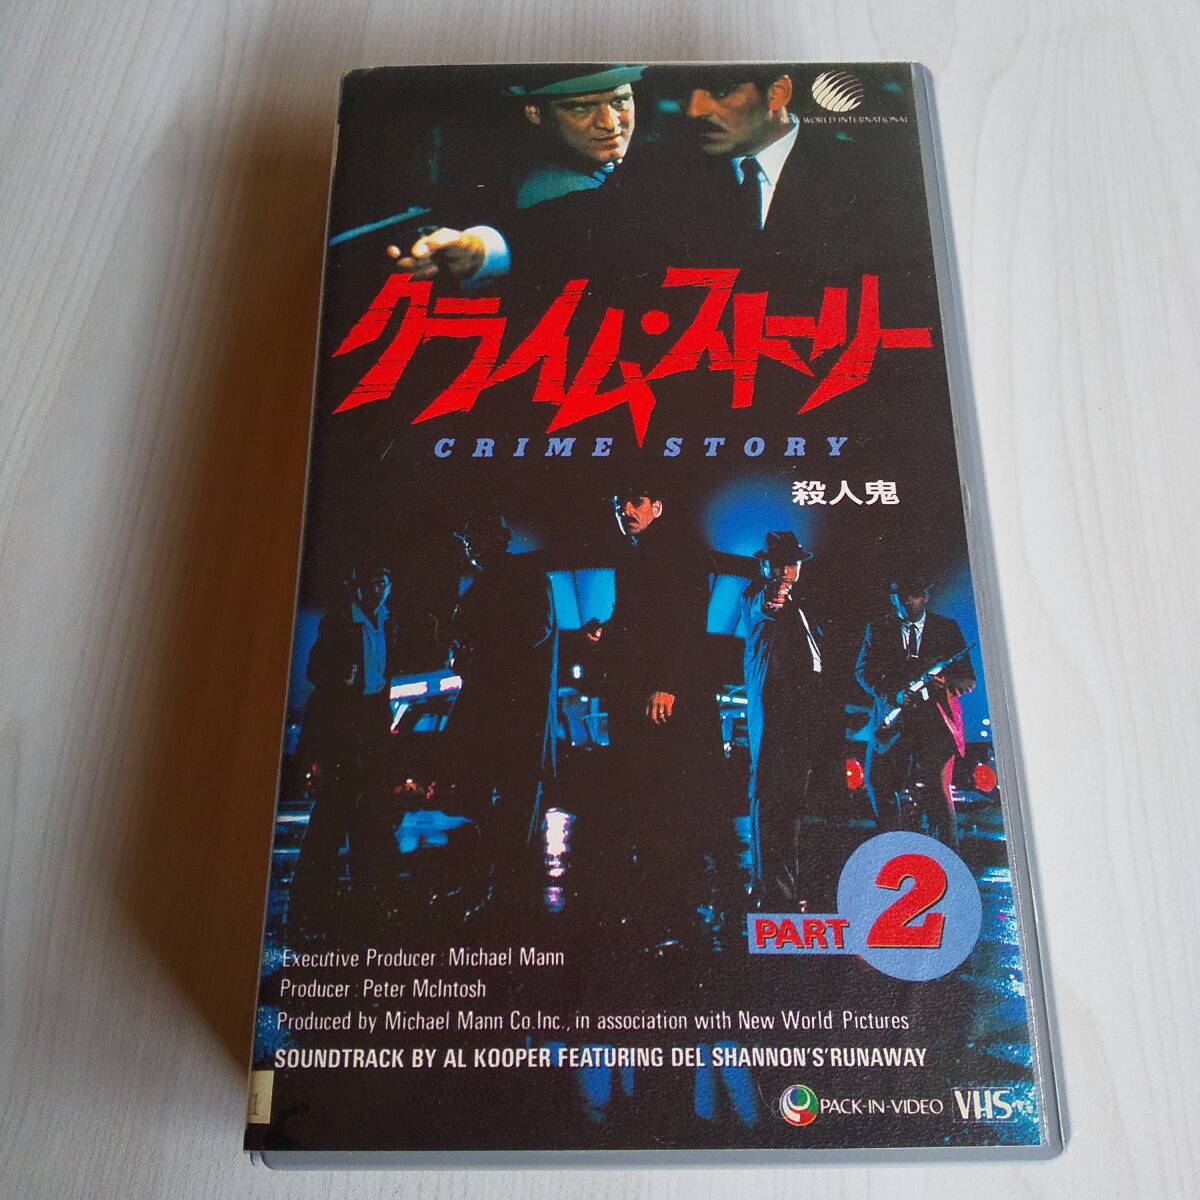 NEW WORLD INTERNATIONAL
クライム・ストーリー
CRIME STORY
殺人鬼
PART 2
Executive Producer : Michael Mann
Producer : Peter McIntosh
Produced by Michael Mann Co.Inc., in association with New World Pictures
SOUNDTRACK BY AL KOOPER FEATURING DEL SHANNON'S'RUNAWAY
1
PACK-IN-VIDEO VHS